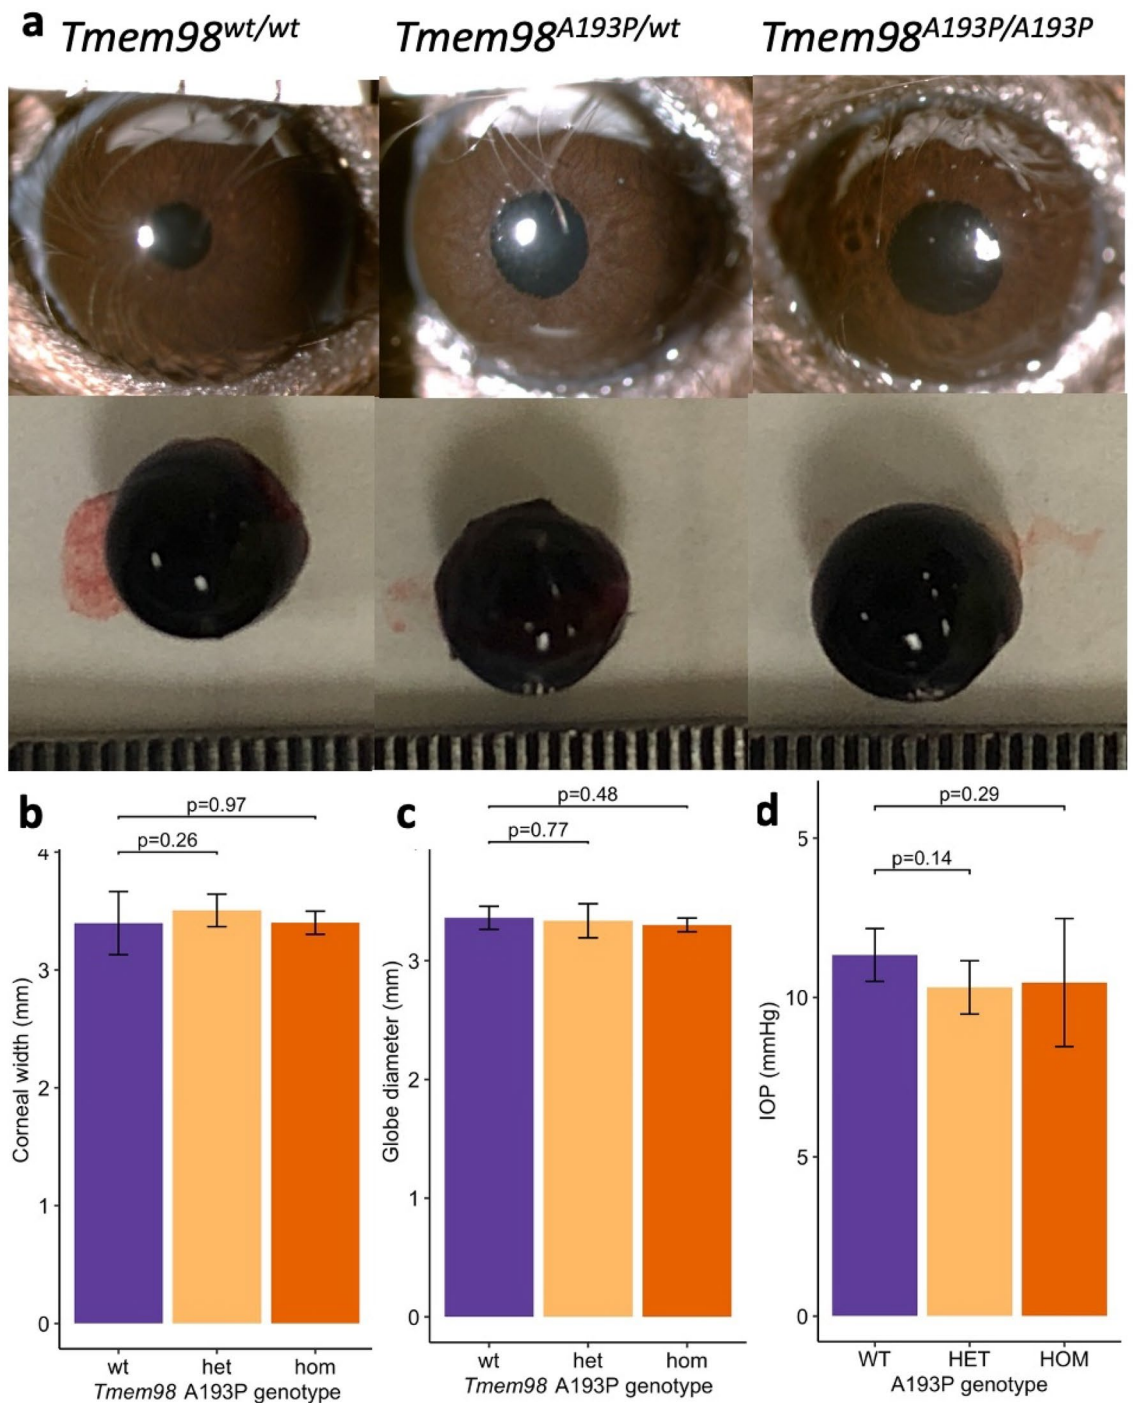 a
Tmem98wt/wt
Tmem98A193P/wt
Tmem98A193P/A193P
b
p=0.97
p=0.26
4
3
2
1
0
Corneal width (mm)
wt het hom
Tmem98 A193P genotype
c
p=0.48
p=0.77
3
2
1
0
Globe diameter (mm)
wt het hom
Tmem98 A193P genotype
d
p=0.29
p=0.14
5
10
5
0
IOP (mmHg)
WT HET HOM
A193P genotype